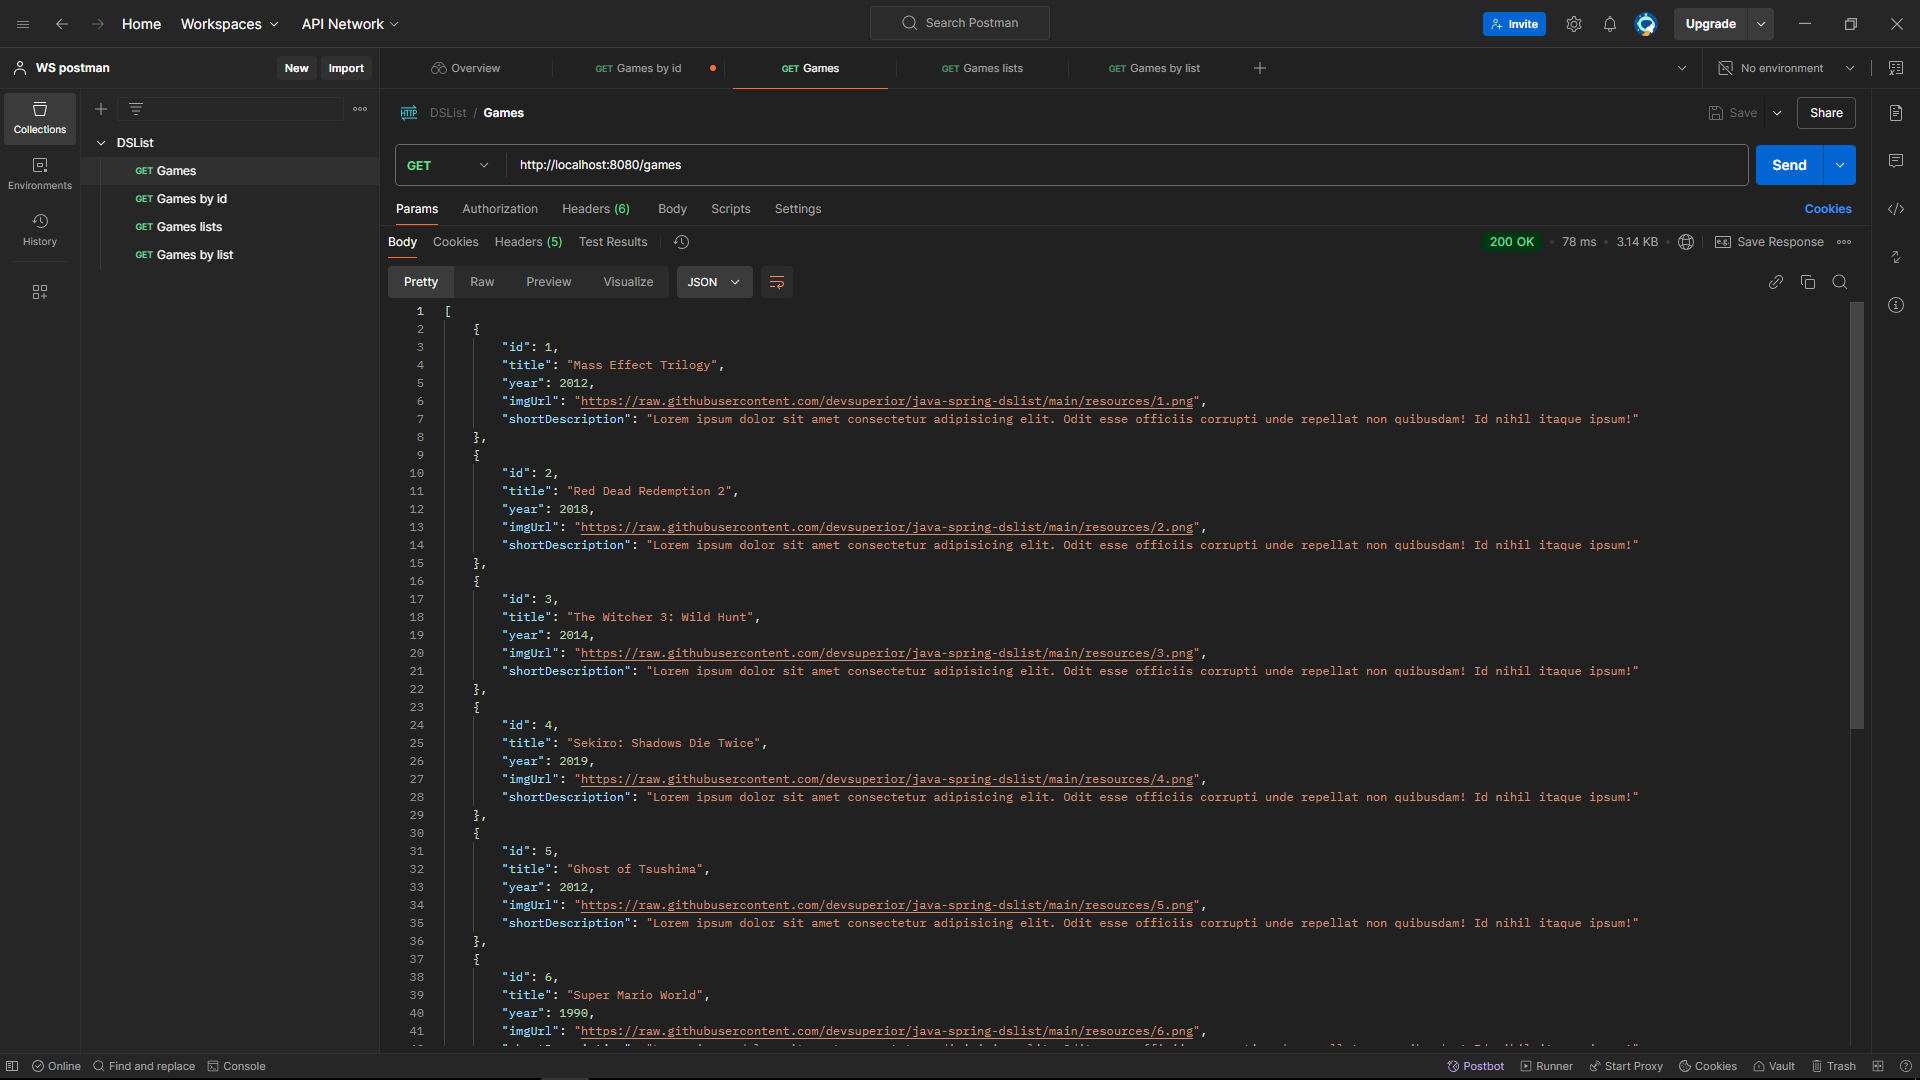 Home Workspaces API Network Search Postman Invite Upgrade
WS postman New Import Overview GET Games by id GET Games GET Games lists GET Games by list No environment
Collections
Environments
History
DSList
GET Games
GET Games by id
GET Games lists
GET Games by list
HTTP DSList / Games Save Share
GET http://localhost:8080/games Send
Params Authorization Headers (6) Body Scripts Settings Cookies
Body Cookies Headers (5) Test Results 200 OK 78 ms 3.14 KB e.g. Save Response
Pretty Raw Preview Visualize JSON
1 [
2 {
3 "id": 1,
4 "title": "Mass Effect Trilogy",
5 "year": 2012,
6 "imgUrl": "https://raw.githubusercontent.com/devsuperior/java-spring-dslist/main/resources/1.png",
7 "shortDescription": "Lorem ipsum dolor sit amet consectetur adipisicing elit. Odit esse officiis corrupti unde repellat non quibusdam! Id nihil itaque ipsum!"
8 },
9 {
10 "id": 2,
11 "title": "Red Dead Redemption 2",
12 "year": 2018,
13 "imgUrl": "https://raw.githubusercontent.com/devsuperior/java-spring-dslist/main/resources/2.png",
14 "shortDescription": "Lorem ipsum dolor sit amet consectetur adipisicing elit. Odit esse officiis corrupti unde repellat non quibusdam! Id nihil itaque ipsum!"
15 },
16 {
17 "id": 3,
18 "title": "The Witcher 3: Wild Hunt",
19 "year": 2014,
20 "imgUrl": "https://raw.githubusercontent.com/devsuperior/java-spring-dslist/main/resources/3.png",
21 "shortDescription": "Lorem ipsum dolor sit amet consectetur adipisicing elit. Odit esse officiis corrupti unde repellat non quibusdam! Id nihil itaque ipsum!"
22 },
23 {
24 "id": 4,
25 "title": "Sekiro: Shadows Die Twice",
26 "year": 2019,
27 "imgUrl": "https://raw.githubusercontent.com/devsuperior/java-spring-dslist/main/resources/4.png",
28 "shortDescription": "Lorem ipsum dolor sit amet consectetur adipisicing elit. Odit esse officiis corrupti unde repellat non quibusdam! Id nihil itaque ipsum!"
29 },
30 {
31 "id": 5,
32 "title": "Ghost of Tsushima",
33 "year": 2012,
34 "imgUrl": "https://raw.githubusercontent.com/devsuperior/java-spring-dslist/main/resources/5.png",
35 "shortDescription": "Lorem ipsum dolor sit amet consectetur adipisicing elit. Odit esse officiis corrupti unde repellat non quibusdam! Id nihil itaque ipsum!"
36 },
37 {
38 "id": 6,
39 "title": "Super Mario World",
40 "year": 1990,
41 "imgUrl": "https://raw.githubusercontent.com/devsuperior/java-spring-dslist/main/resources/6.png",
Online Find and replace Console Postbot Runner Start Proxy Cookies Vault Trash